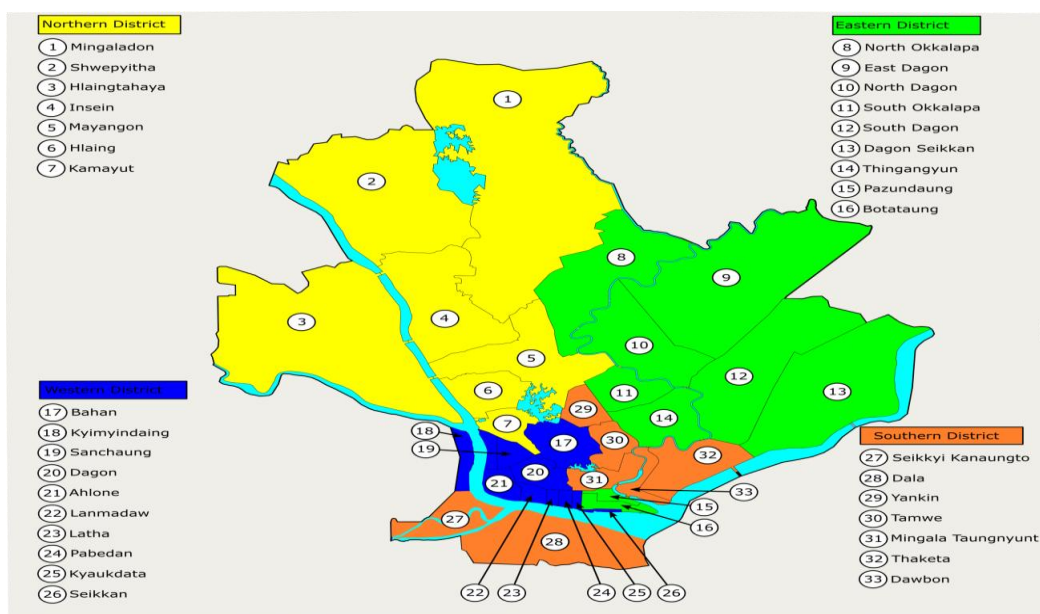 Northern District
1 Mingaladon
2 Shwepyitha
3 Hlaingtahaya
4 Insein
5 Mayangon
6 Hlaing
7 Kamayut
Eastern District
8 North Okkalapa
9 East Dagon
10 North Dagon
11 South Okkalapa
12 South Dagon
13 Dagon Seikkan
14 Thingangyun
15 Pazundaung
16 Botataung
Western District
17 Bahan
18 Kyimyindaing
19 Sanchaung
20 Dagon
21 Ahlone
22 Lanmadaw
23 Latha
24 Pabedan
25 Kyaukdata
26 Seikkan
Southern District
27 Seikkyi Kanaungto
28 Dala
29 Yankin
30 Tamwe
31 Mingala Taungnyunt
32 Thaketa
33 Dawbon
1
2
8
9
3
4
10
5
12
6
11
13
29
14
7
18
17
30
19
32
20
31
21
33
15
27
16
28
22
23
24
25
26